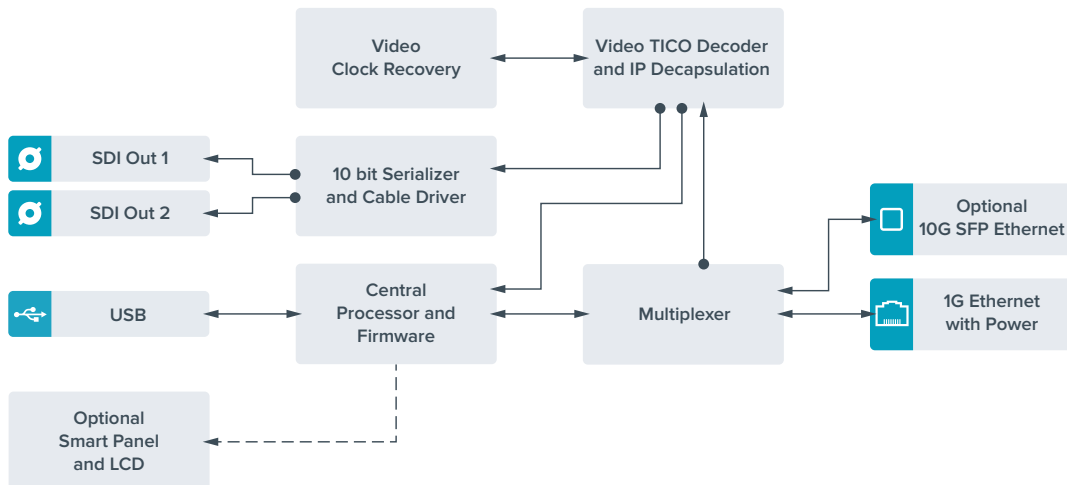 Video
Clock Recovery
Video TICO Decoder
and IP Decapsulation
SDI Out 1
SDI Out 2
10 bit Serializer
and Cable Driver
Optional
10G SFP Ethernet
USB
Central
Processor and
Firmware
Multiplexer
1G Ethernet
with Power
Optional
Smart Panel
and LCD